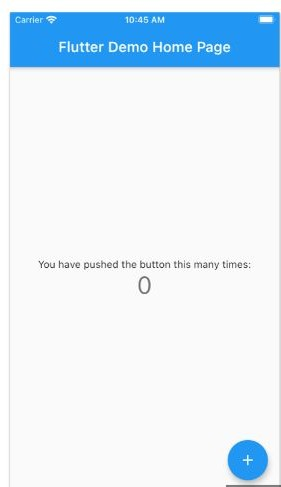 Carrier 10:45 AM
Flutter Demo Home Page
You have pushed the button this many times:
0
+